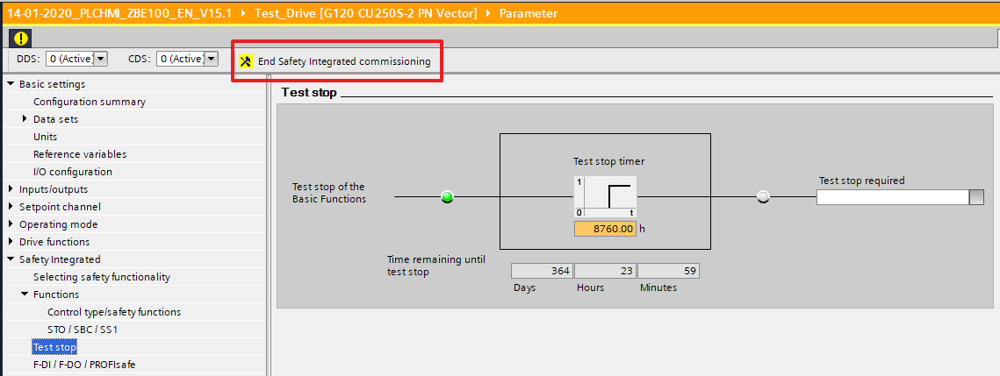 14-01-2020_PLCHMI_ZBE100_EN_V15.1 Test_Drive [G120 CU250S-2 PN Vector] Parameter
DDS: 0 (Active) CDS: 0 (Active) End Safety Integrated commissioning
Basic settings
Configuration summary
Data sets
Units
Reference variables
I/O configuration
Inputs/outputs
Setpoint channel
Operating mode
Drive functions
Safety Integrated
Selecting safety functionality
Functions
Control type/safety functions
STO / SBC / SS1
Test stop
F-DI / F-DO / PROFIsafe
Test stop
Test stop of the
Basic Functions
Test stop timer
1
0 t
8760.00 h
Test stop required
Time remaining until
test stop
364 23 59
Days Hours Minutes